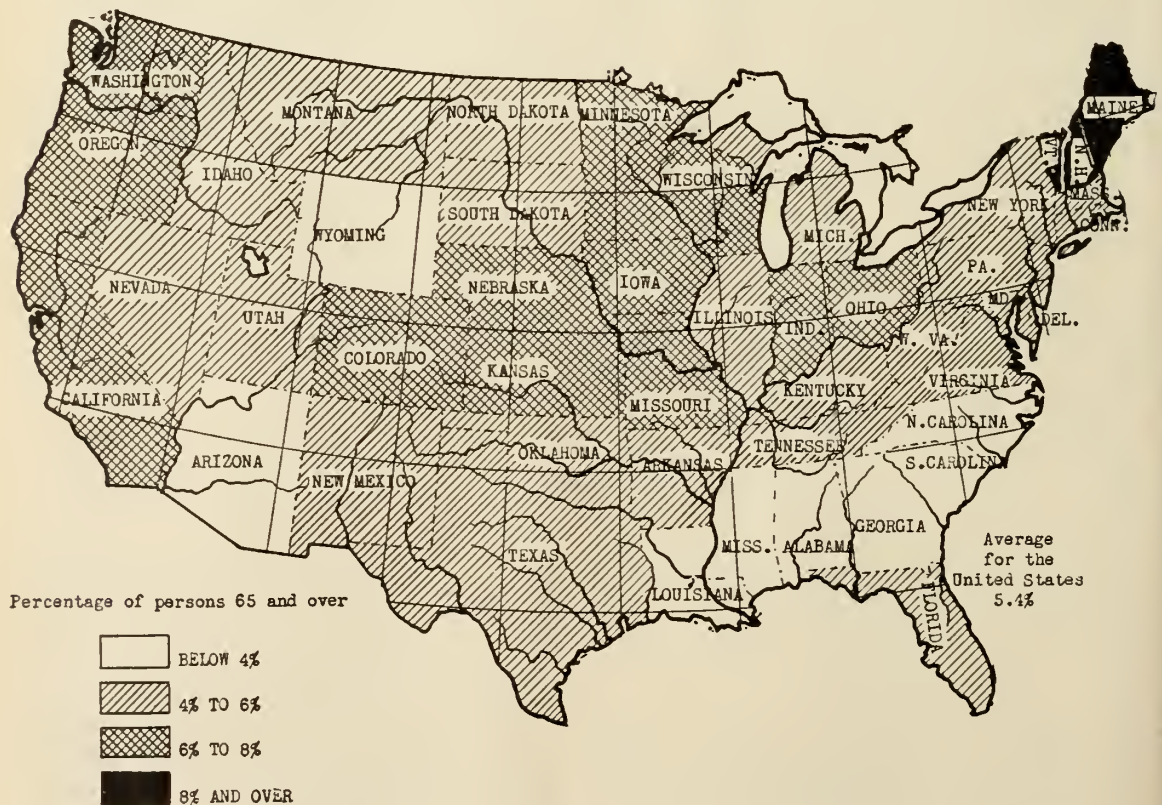 WASHINGTON
MONTANA
NORTH DAKOTA
MINNESOTA
MAINE
OREGON
IDAHO
WISCONSIN
VT.
N.H.
MASS.
SOUTH DAKOTA
NEW YORK
CONN.
WYOMING
MICH.
PA.
NEVADA
NEBRASKA
IOWA
UTAH
ILLINOIS
IND.
OHIO
MD.
DEL.
COLORADO
KANSAS
W. VA.
CALIFORNIA
MISSOURI
KENTUCKY
VIRGINIA
N.CAROLINA
ARIZONA
OKLAHOMA
ARKANSAS
TENNESSEE
S.CAROLINA
NEW MEXICO
TEXAS
MISS.
ALABAMA
GEORGIA
LOUISIANA
FLORIDA
Average
for the
United States
5.4%
Percentage of persons 65 and over
BELOW 4%
4% TO 6%
6% TO 8%
8% AND OVER